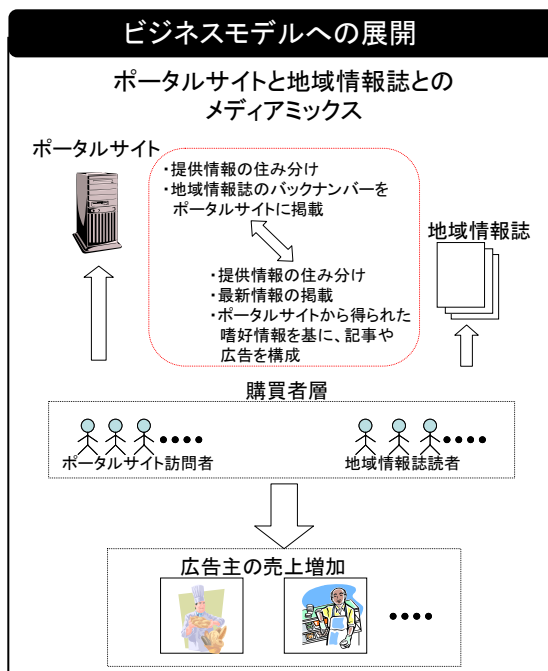 ビジネスモデルへの展開
ポータルサイトと地域情報誌との
メディアミックス
ポータルサイト
・提供情報の住み分け
・地域情報誌のバックナンバーを
ポータルサイトに掲載
地域情報誌
・提供情報の住み分け
・最新情報の掲載
・ポータルサイトから得られた
嗜好情報を基に、記事や
広告を構成
購買者層
ポータルサイト訪問者
地域情報誌読者
広告主の売上増加